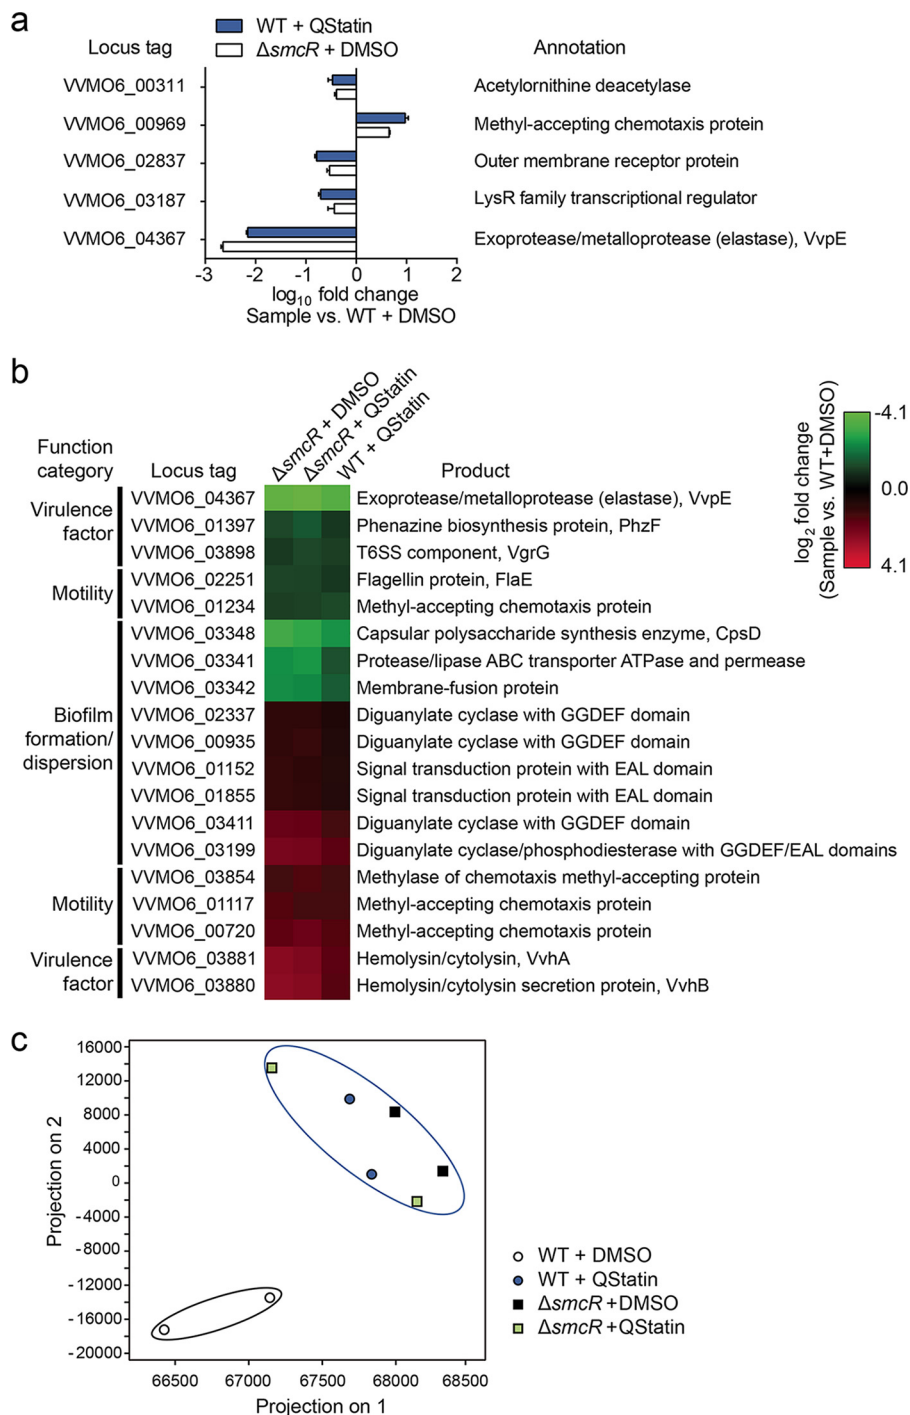 a
WT + QStatin
ΔsmcR + DMSO
Locus tag
Annotation
VVMO6_00311
Acetylornithine deacetylase
VVMO6_00969
Methyl-accepting chemotaxis protein
VVMO6_02837
Outer membrane receptor protein
VVMO6_03187
LysR family transcriptional regulator
VVMO6_04367
Exoprotease/metalloprotease (elastase), VvpE
-3 -2 -1 0 1 2
log10 fold change
Sample vs. WT + DMSO
b
ΔsmcR + DMSO
ΔsmcR + QStatin
WT + QStatin
Function
category
Locus tag
Product
log2 fold change
(Sample vs. WT+DMSO)
-4.1
0.0
4.1
Virulence
factor
VVMO6_04367 Exoprotease/metalloprotease (elastase), VvpE
VVMO6_01397 Phenazine biosynthesis protein, PhzF
VVMO6_03898 T6SS component, VgrG
Motility
VVMO6_02251 Flagellin protein, FlaE
VVMO6_01234 Methyl-accepting chemotaxis protein
Biofilm
formation/
dispersion
VVMO6_03348 Capsular polysaccharide synthesis enzyme, CpsD
VVMO6_03341 Protease/lipase ABC transporter ATPase and permease
VVMO6_03342 Membrane-fusion protein
VVMO6_02337 Diguanylate cyclase with GGDEF domain
VVMO6_00935 Diguanylate cyclase with GGDEF domain
VVMO6_01152 Signal transduction protein with EAL domain
VVMO6_01855 Signal transduction protein with EAL domain
VVMO6_03411 Diguanylate cyclase with GGDEF domain
VVMO6_03199 Diguanylate cyclase/phosphodiesterase with GGDEF/EAL domains
Motility
VVMO6_03854 Methylase of chemotaxis methyl-accepting protein
VVMO6_01117 Methyl-accepting chemotaxis protein
VVMO6_00720 Methyl-accepting chemotaxis protein
Virulence
factor
VVMO6_03881 Hemolysin/cytolysin, VvhA
VVMO6_03880 Hemolysin/cytolysin secretion protein, VvhB
c
Projection on 2
16000
12000
8000
4000
0
-4000
-8000
-12000
-16000
-20000
66500 67000 67500 68000 68500
Projection on 1
WT + DMSO
WT + QStatin
ΔsmcR +DMSO
ΔsmcR +QStatin